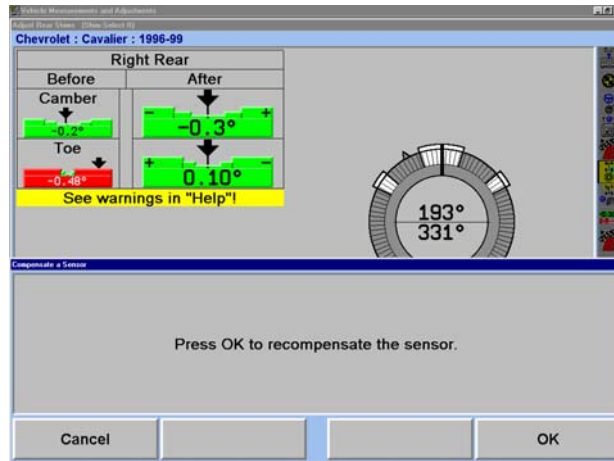 Vehicle Measurements and Adjustments
Adjust Rear Shims (Shim-Select II)
Chevrolet : Cavalier : 1996-99
Right Rear
Before After
Camber
-0.2° -0.3°
Toe
-0.48° 0.10°
See warnings in "Help"!
193°
331°
Compensate a Sensor
Press OK to recompensate the sensor.
Cancel OK